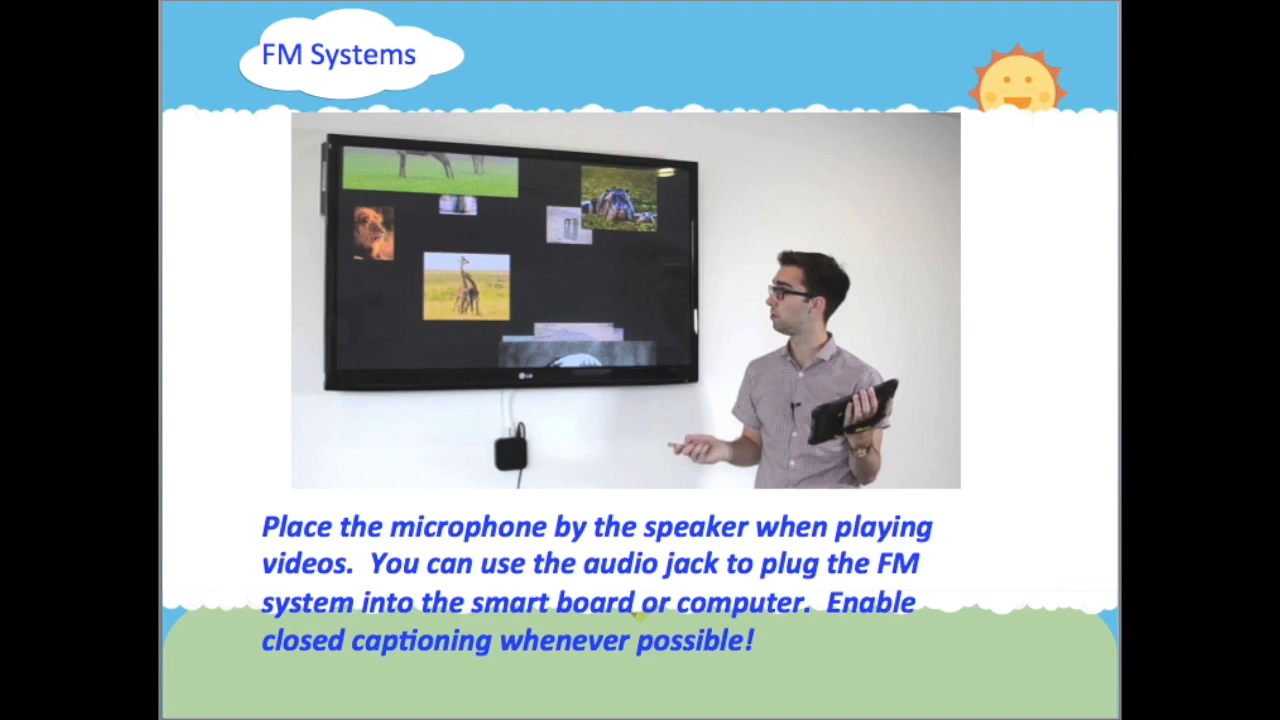 FM Systems
LG
Place the microphone by the speaker when playing
videos.  You can use the audio jack to plug the FM
system into the smart board or computer.  Enable
closed captioning whenever possible!